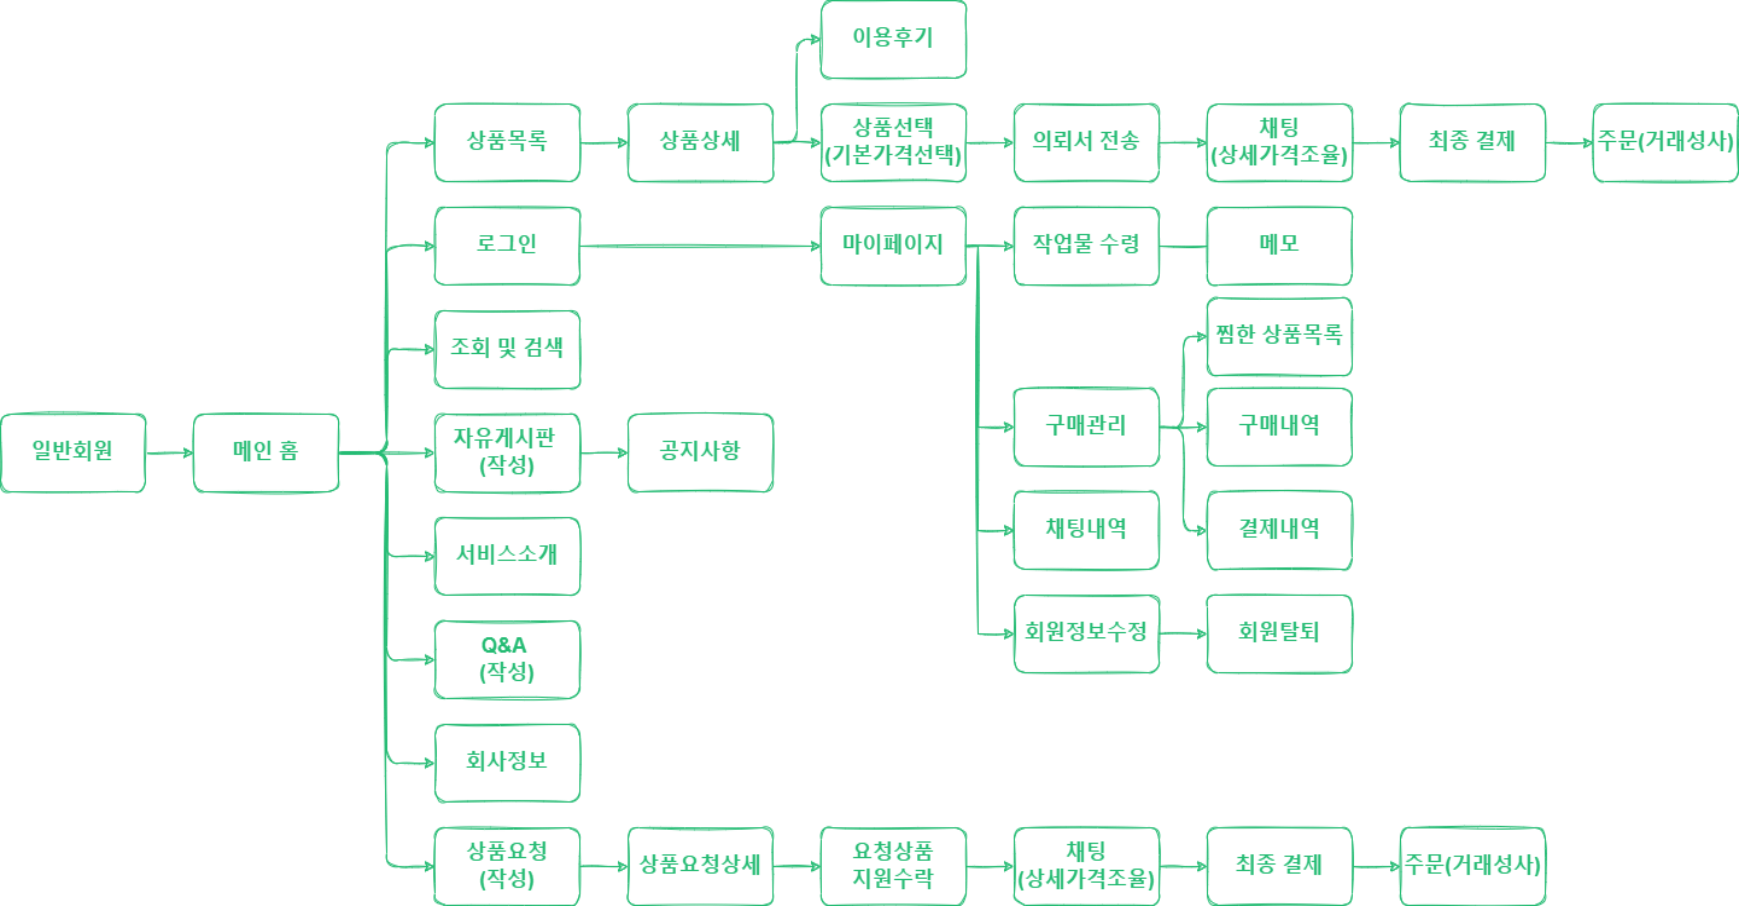 이용후기
상품목록
상품상세
상품선택
(기본가격선택)
의뢰서 전송
채팅
(상세가격조율)
최종 결제
주문(거래성사)
로그인
마이페이지
작업물 수령
메모
조회 및 검색
찜한 상품목록
일반회원
메인 홈
자유게시판
(작성)
공지사항
구매관리
구매내역
서비스소개
채팅내역
결제내역
Q&A
(작성)
회원정보수정
회원탈퇴
회사정보
상품요청
(작성)
상품요청상세
요청상품
지원수락
채팅
(상세가격조율)
최종 결제
주문(거래성사)